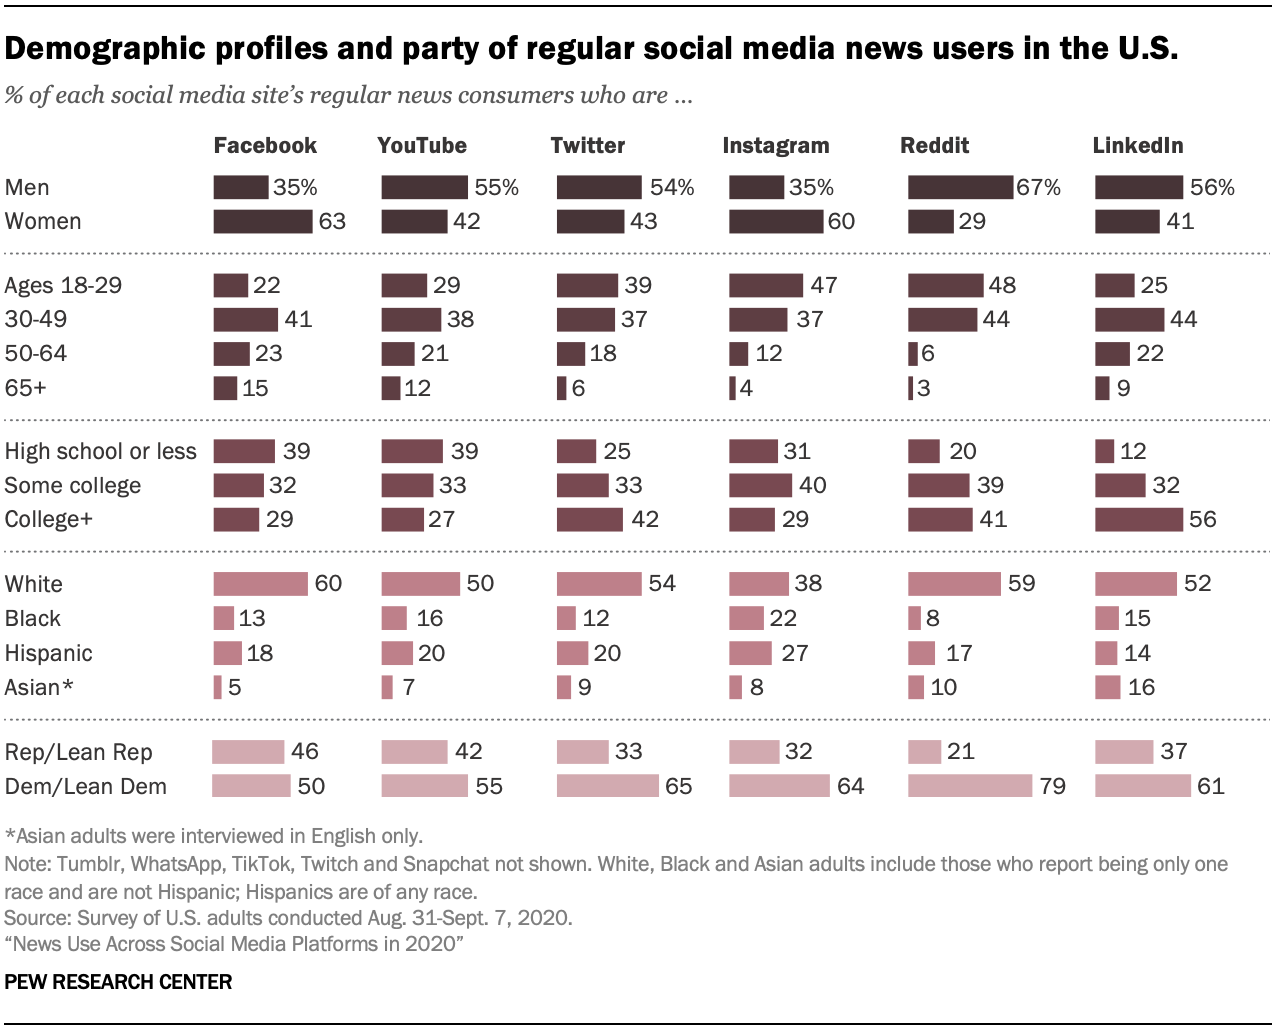 Demographic profiles and party of regular social media news users in the U.S.
% of each social media site's regular news consumers who are ...
Facebook YouTube Twitter Instagram Reddit LinkedIn
Men 35% 55% 54% 35% 67% 56%
Women 63 42 43 60 29 41
Ages 18-29 22 29 39 47 48 25
30-49 41 38 37 37 44 44
50-64 23 21 18 12 6 22
65+ 15 12 6 4 3 9
High school or less 39 39 25 31 20 12
Some college 32 33 33 40 39 32
College+ 29 27 42 29 41 56
White 60 50 54 38 59 52
Black 13 16 12 22 8 15
Hispanic 18 20 20 27 17 14
Asian* 5 7 9 8 10 16
Rep/Lean Rep 46 42 33 32 21 37
Dem/Lean Dem 50 55 65 64 79 61
*Asian adults were interviewed in English only.
Note: Tumblr, WhatsApp, TikTok, Twitch and Snapchat not shown. White, Black and Asian adults include those who report being only one
race and are not Hispanic; Hispanics are of any race.
Source: Survey of U.S. adults conducted Aug. 31-Sept. 7, 2020.
“News Use Across Social Media Platforms in 2020”
PEW RESEARCH CENTER